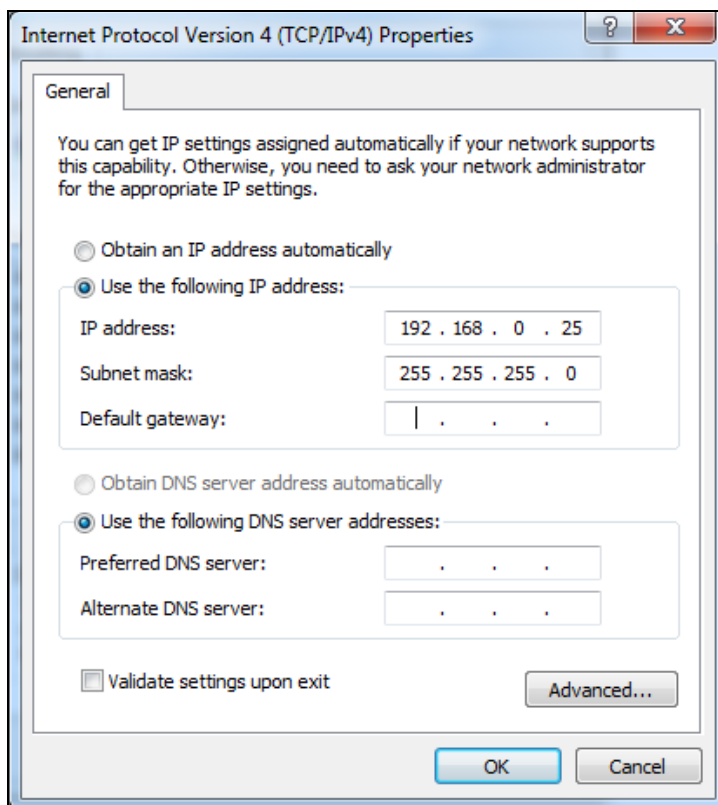 Internet Protocol Version 4 (TCP/IPv4) Properties
?
X
General
You can get IP settings assigned automatically if your network supports
this capability. Otherwise, you need to ask your network administrator
for the appropriate IP settings.
Obtain an IP address automatically
Use the following IP address:
IP address: 192 . 168 . 0 . 25
Subnet mask: 255 . 255 . 255 . 0
Default gateway: . . .
Obtain DNS server address automatically
Use the following DNS server addresses:
Preferred DNS server: . . .
Alternate DNS server: . . .
Validate settings upon exit
Advanced...
OK Cancel